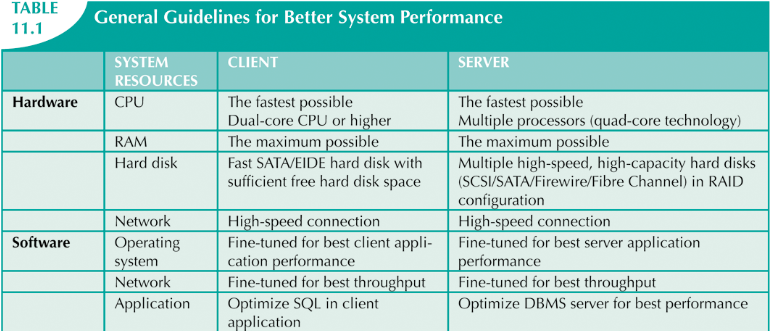 TABLE
11.1
General Guidelines for Better System Performance
SYSTEM
RESOURCES
CLIENT
SERVER
Hardware
CPU
The fastest possible
Dual-core CPU or higher
The fastest possible
Multiple processors (quad-core technology)
RAM
The maximum possible
The maximum possible
Hard disk
Fast SATA/EIDE hard disk with
sufficient free hard disk space
Multiple high-speed, high-capacity hard disks
(SCSI/SATA/Firewire/Fibre Channel) in RAID
configuration
Network
High-speed connection
High-speed connection
Software
Operating
system
Fine-tuned for best client appli-
cation performance
Fine-tuned for best server application
performance
Network
Fine-tuned for best throughput
Fine-tuned for best throughput
Application
Optimize SQL in client
application
Optimize DBMS server for best performance